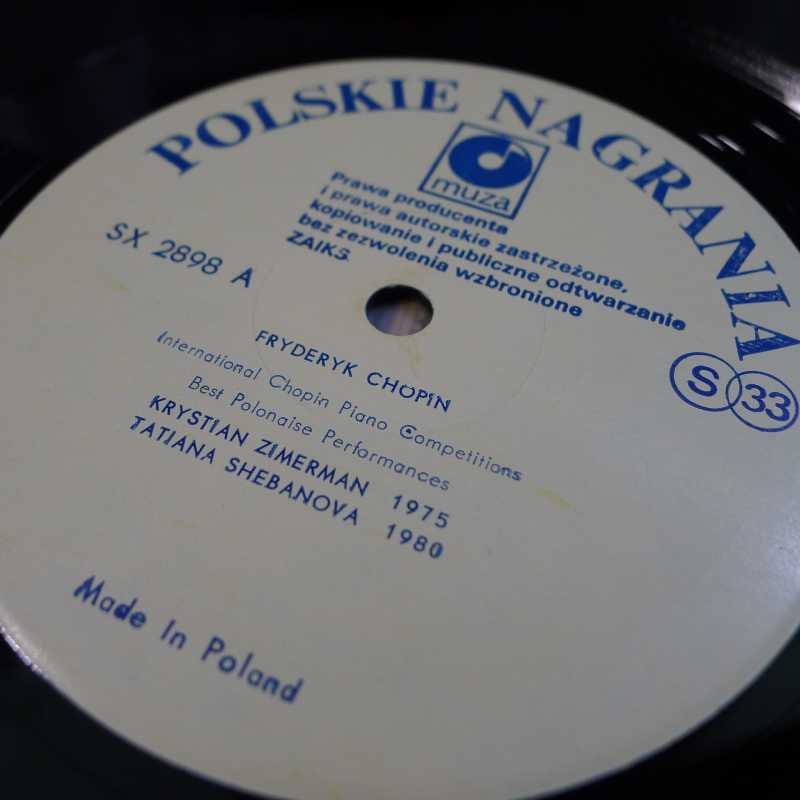 POLSKIE NAGRANIA
muza
Prawa producenta
i prawa autorskie zastrzeżone,
kopiowanie i publiczne odtwarzanie
bez zezwolenia wzbronione
ZAIKS
SX 2898 A
S 33
FRYDERYK CHOPIN
International Chopin Piano Competitions
Best Polonaise Performances
KRYSTIAN ZIMERMAN 1975
TATIANA SHEBANOVA 1980
Made In Poland